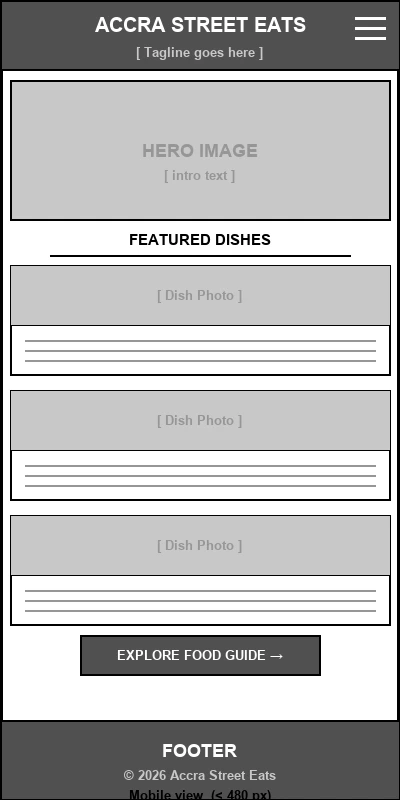 ACCRA STREET EATS
[ Tagline goes here ]
HERO IMAGE
[ intro text ]
FEATURED DISHES
[ Dish Photo ]
[ Dish Photo ]
[ Dish Photo ]
EXPLORE FOOD GUIDE →
FOOTER
© 2026 Accra Street Eats
Mobile view (< 480 px)